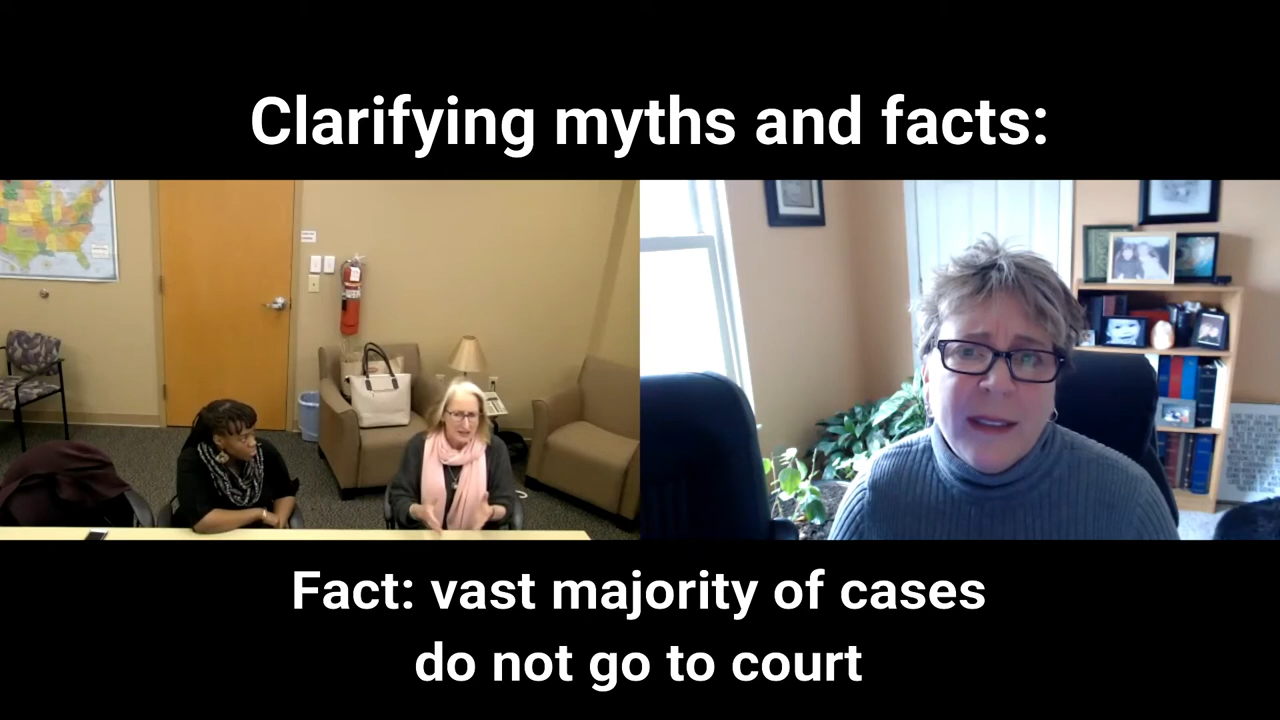 Clarifying myths and facts:
Fact: vast majority of cases
do not go to court